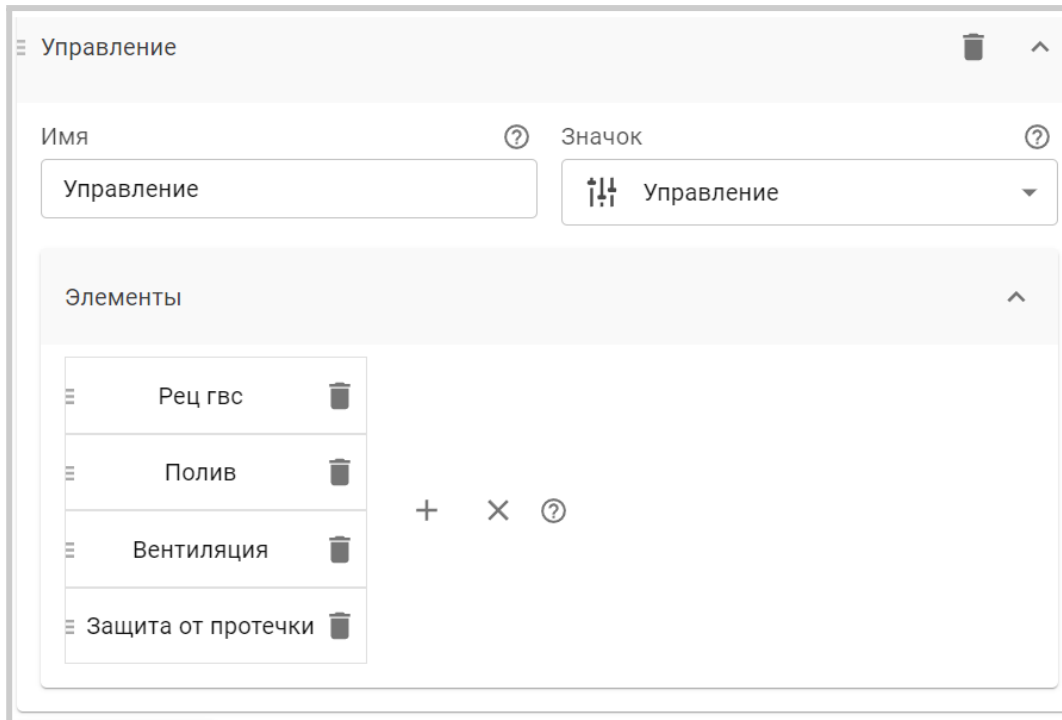 Управление
Имя
Значок
Управление
Управление
Элементы
Рец гвс
Полив
Вентиляция
Защита от протечки